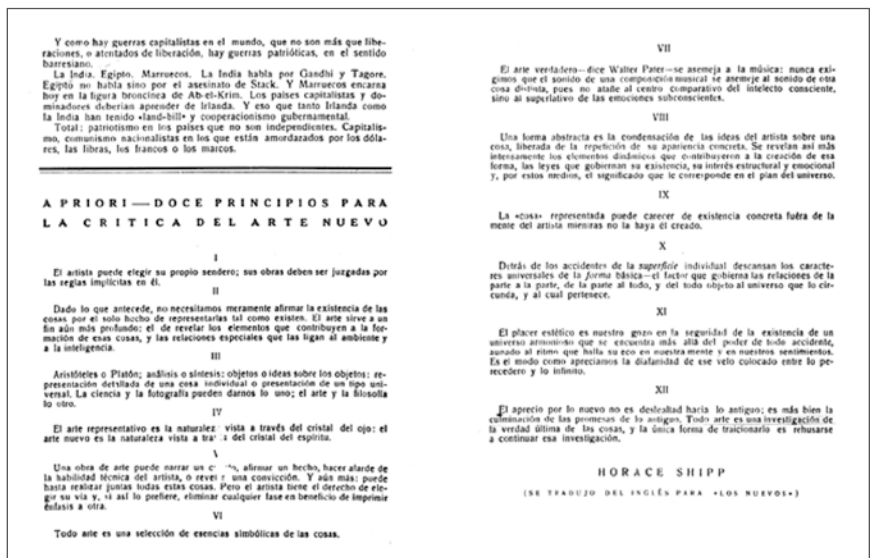 Y como hay guerras capitalistas en el mundo, que no son más que libe-
raciones, o atentados de liberación, hay guerras patrióticas, en el sentido
barresiano.
La India. Egipto. Marruecos. La India habla por Gandhi y Tagore.
Egipto no habla sino por el asesinato de Stack. Y Marruecos encarna
hoy en la figura broncínea de Ab-el-Krim. Los países capitalistas y do-
minadores deberían aprender de Irlanda. Y eso que tanto Irlanda como
la India han tenido «land-bill» y cooperacionismo gubernamental.
Total: patriotismo en los países que no son independientes. Capitalis-
mo, comunismo nacionalistas en los que están amordazados por los dóla-
res, las libras, los francos o los marcos.
A PRIORI — DOCE PRINCIPIOS PARA
LA CRITICA DEL ARTE NUEVO
I
El artista puede elegir su propio sendero; sus obras deben ser juzgadas por
las reglas implícitas en él.
II
Dado lo que antecede, no necesitamos meramente afirmar la existencia de las
cosas por el solo hecho de representarlas tal como existen. El arte sirve a un
fin aún más profundo: el de revelar los elementos que contribuyen a la for-
mación de esas cosas, y las relaciones especiales que las ligan al ambiente y
a la inteligencia.
III
Aristóteles o Platón; análisis o síntesis: objetos o ideas sobre los objetos: re-
presentación detallada de una cosa individual o presentación de un tipo uni-
versal. La ciencia y la fotografía pueden darnos lo uno; el arte y la filosofía
lo otro.
IV
El arte representativo es la vista a través del cristal del ojo: el
arte nuevo es la naturaleza vista a del cristal del espíritu.
V
Una obra de arte puede narrar un afirmar un hecho, hacer alarde de
la habilidad técnica del artista, o una convicción. Y aún más: puede
hasta realizar juntas todas estas cosas. Pero el artista tiene el derecho de ele-
gir su vía y, si así lo prefiere, eliminar cualquier fase en beneficio de imprimir
énfasis a otra.
VI
Todo arte es una selección de esencias simbólicas de las cosas.
VII
El arte verdadero—dice Walter Pater—se asemeja a la música: nunca exi-
gimos que el sonido de una composición musical se asemeje al sonido de otra
cosa distinta, pues no atañe al centro comparativo del intelecto consciente,
sino al superlativo de las emociones subconscientes.
VIII
Una forma abstracta es la condensación de las ideas del artista sobre una
cosa, liberada de la repetición de su apariencia concreta. Se revelan así más
intensamente los elementos dinámicos que contribuyeron a la creación de esa
forma, las leyes que gobiernan su existencia, su interés estructural y emocional
y, por estos medios, el significado que le corresponde en el plan del universo.
IX
La «cosa» representada puede carecer de existencia concreta fuéra de la
mente del artista mientras no la haya él creado.
X
Detrás de los accidentes de la superficie individual descansan los caracte-
res universales de la forma básica—el factor que gobierna las relaciones de la
parte a la parte, de la parte al todo, y del todo objeto al universo que lo cir-
cunda, y al cual pertenece.
XI
El placer estético es nuestro gozo en la seguridad de la existencia de un
universo armonioso que se encuentra más allá del poder de todo accidente,
aunado al ritmo que halla su eco en nuestra mente y en nuestros sentimientos.
Es el modo como apreciamos la diafanidad de ese velo colocado entre lo pe-
recedero y lo infinito.
XII
El aprecio por lo nuevo no es deslealtad hacia lo antiguo; es más bien la
culminación de las promesas de lo antiguo. Todo arte es una investigación de
la verdad última de las cosas, y la única forma de traicionarlo es rehusarse
a continuar esa investigación.
HORACE SHIPP
(SE TRADUJO DEL INGLÉS PARA «LOS NUEVOS»)